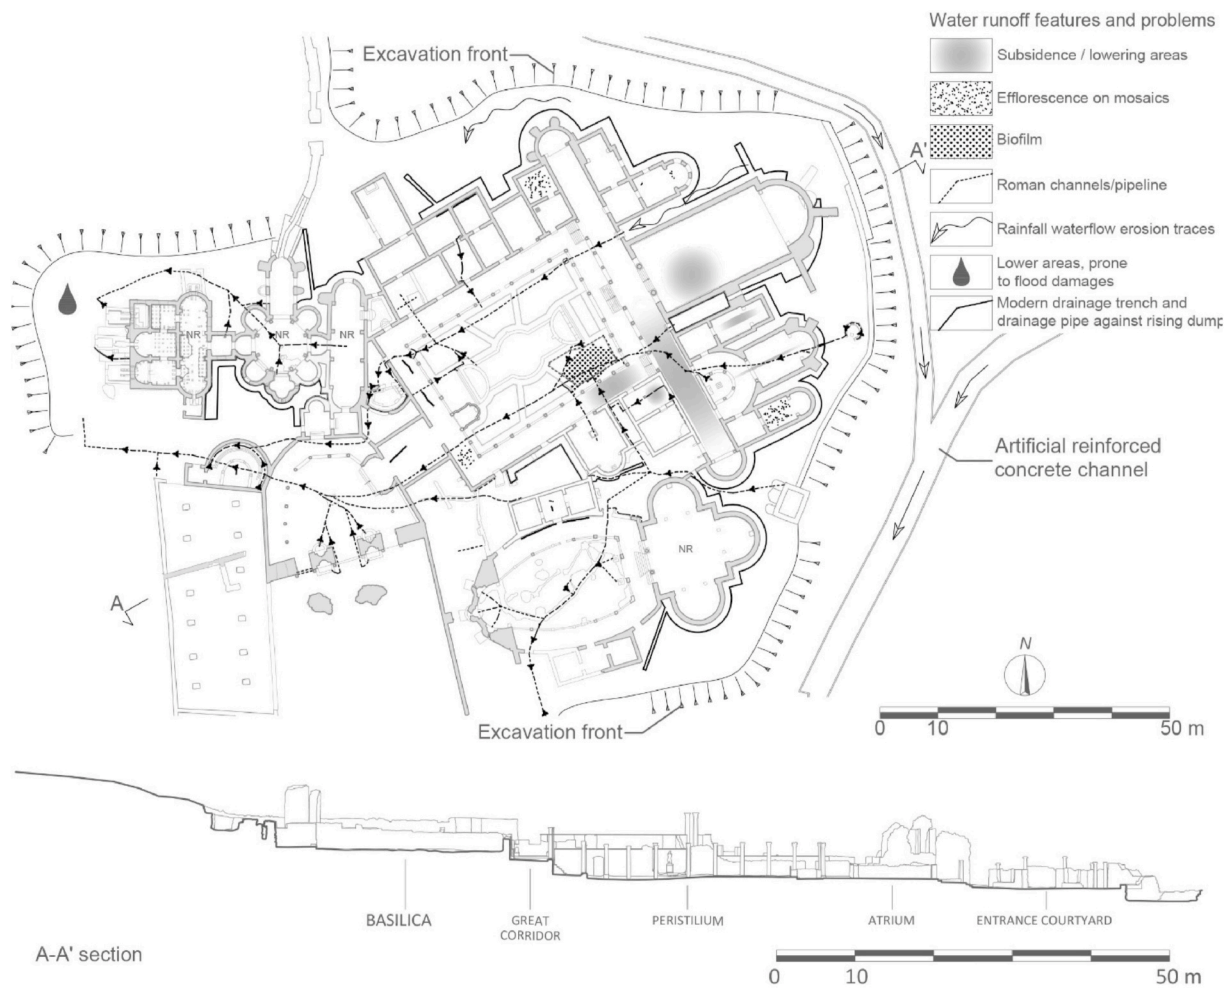 Water runoff features and problems
Excavation front
Subsidence / lowering areas
Efflorescence on mosaics
Biofilm
A'
Roman channels/pipeline
Rainfall waterflow erosion traces
Lower areas, prone
to flood damages
Modern drainage trench and
drainage pipe against rising dump
NR
NR
NR
Artificial reinforced
concrete channel
NR
A
N
Excavation front
0 10 50 m
BASILICA
GREAT
CORRIDOR
PERISTILIUM
ATRIUM
ENTRANCE COURTYARD
A-A' section
0 10 50 m